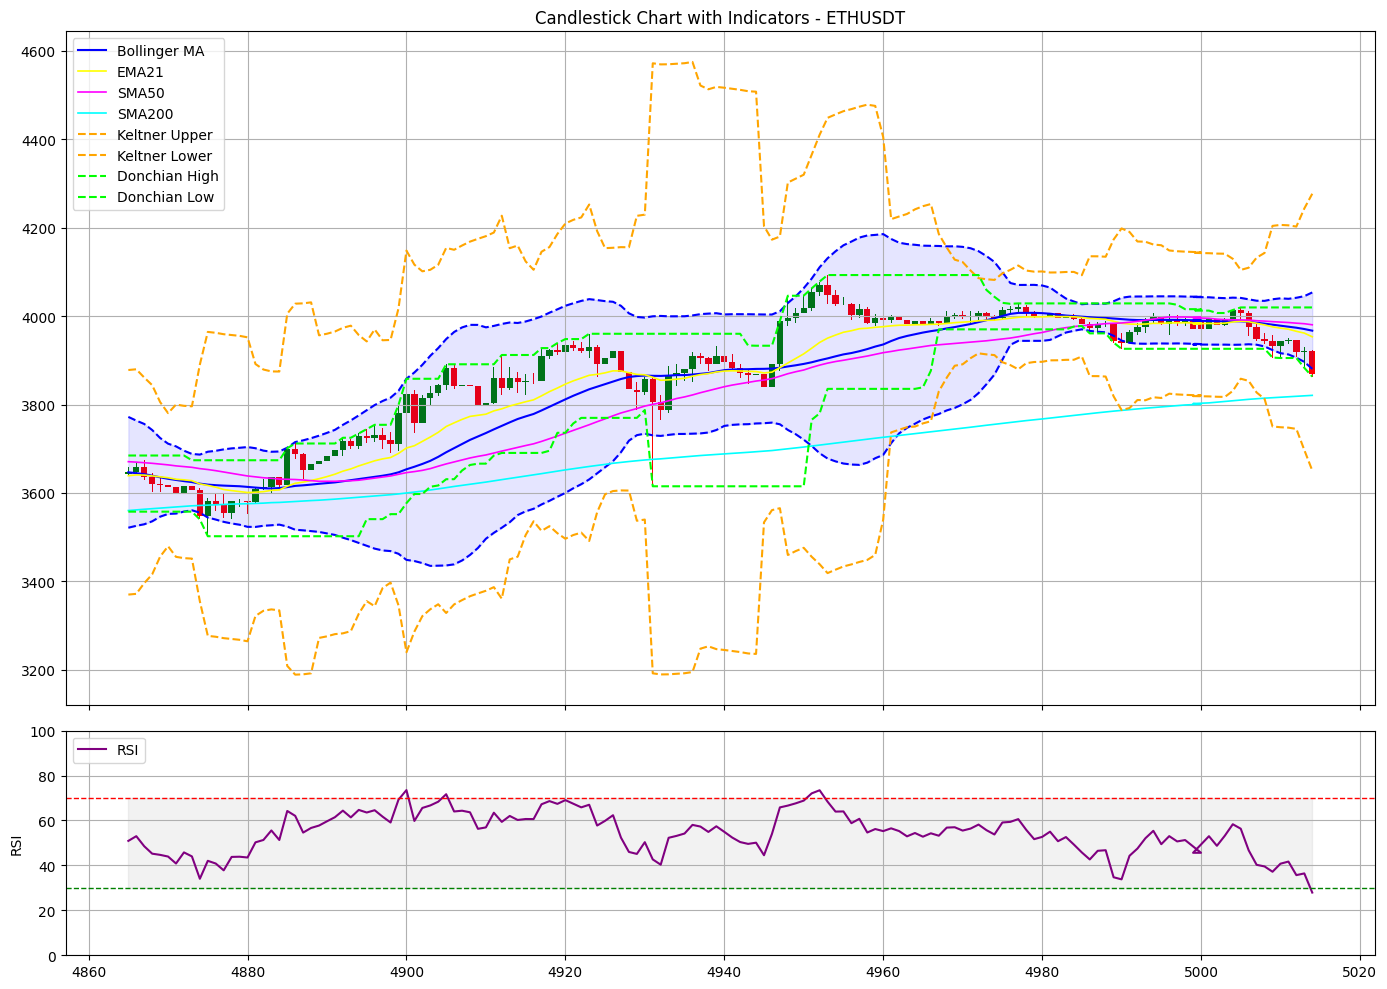 Candlestick Chart with Indicators - ETHUSDT
Bollinger MA
EMA21
SMA50
SMA200
Keltner Upper
Keltner Lower
Donchian High
Donchian Low
4600
4400
4200
4000
3800
3600
3400
3200
RSI
100
80
60
40
20
0
RSI
4860 4880 4900 4920 4940 4960 4980 5000 5020